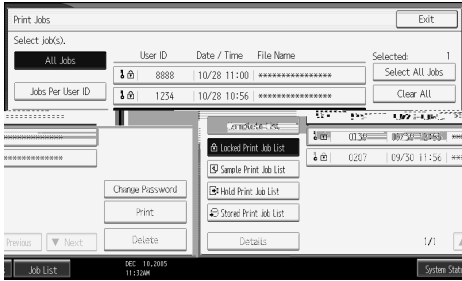 Print Jobs
Exit
Select job(s).
All Jobs
User ID Date / Time File Name
Selected: 1
8888 10/28 11:00 ****************
Select All Jobs
Jobs Per User ID
1234 10/28 10:56 ****************
Clear All
Complete List
Locked Print Job List
Sample Print Job List
0207 09/30 11:56
Change Password
Hold Print Job List
Print
Stored Print Job List
Previous ▼ Next
Delete
Details
1/1
Job List
DEC 10,2005
11:32AM
System Stat